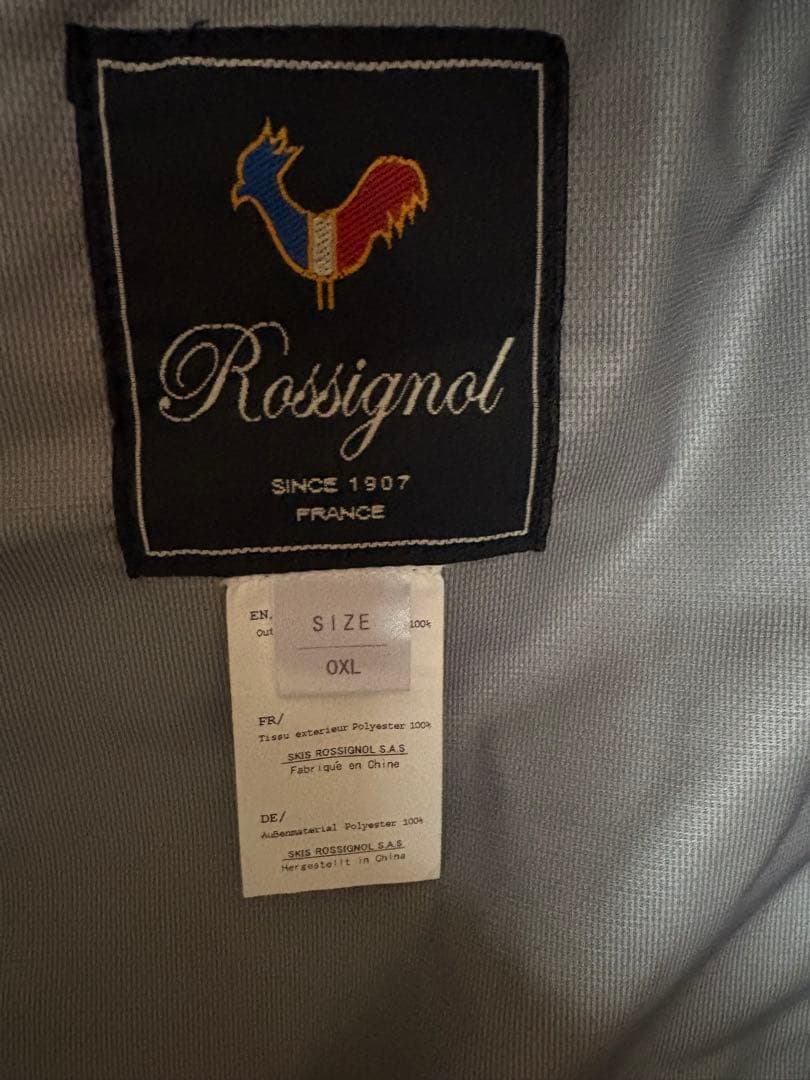 Rossignol
SINCE 1907
FRANCE
EN.
Out 100%
SIZE
OXL
FR/
Tissu exterieur Polyester 100%
SKIS ROSSIGNOL S.A.S
Fabriqué en Chine
DE/
Außenmaterial Polyester 100%
SKIS ROSSIGNOL S.A.S
Hergestellt in China